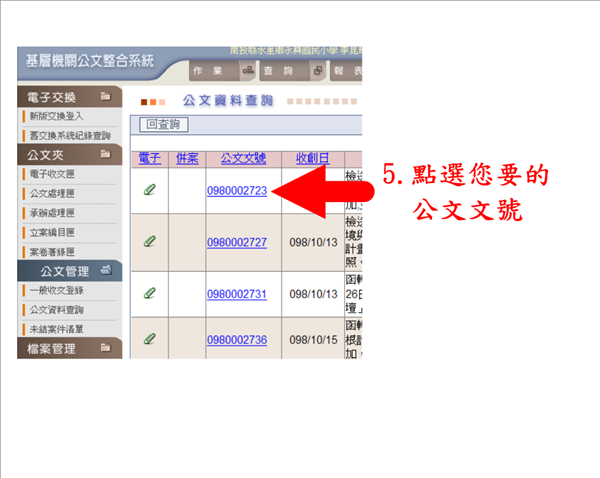 南投縣水里鄉永興國民小學
基層機關公文整合系統
作 業 查 詢 報 表
電子交換
新版交換登入
舊交換系統紀錄查詢
公文夾
電子收文匣
公文處理匣
承辦處理匣
立案編目匣
案卷著錄匣
公文管理
一般收文登錄
公文資料查詢
未結案件清單
檔案管理
公文資料查詢
回查詢
電子 併案 公文文號 收創日
0980002723
檢
加
0980002727 098/10/13
檢
境
計
照
0980002731 098/10/13
函
26日
壇」
0980002736 098/10/15
函
根
加
5.點選您要的
公文文號